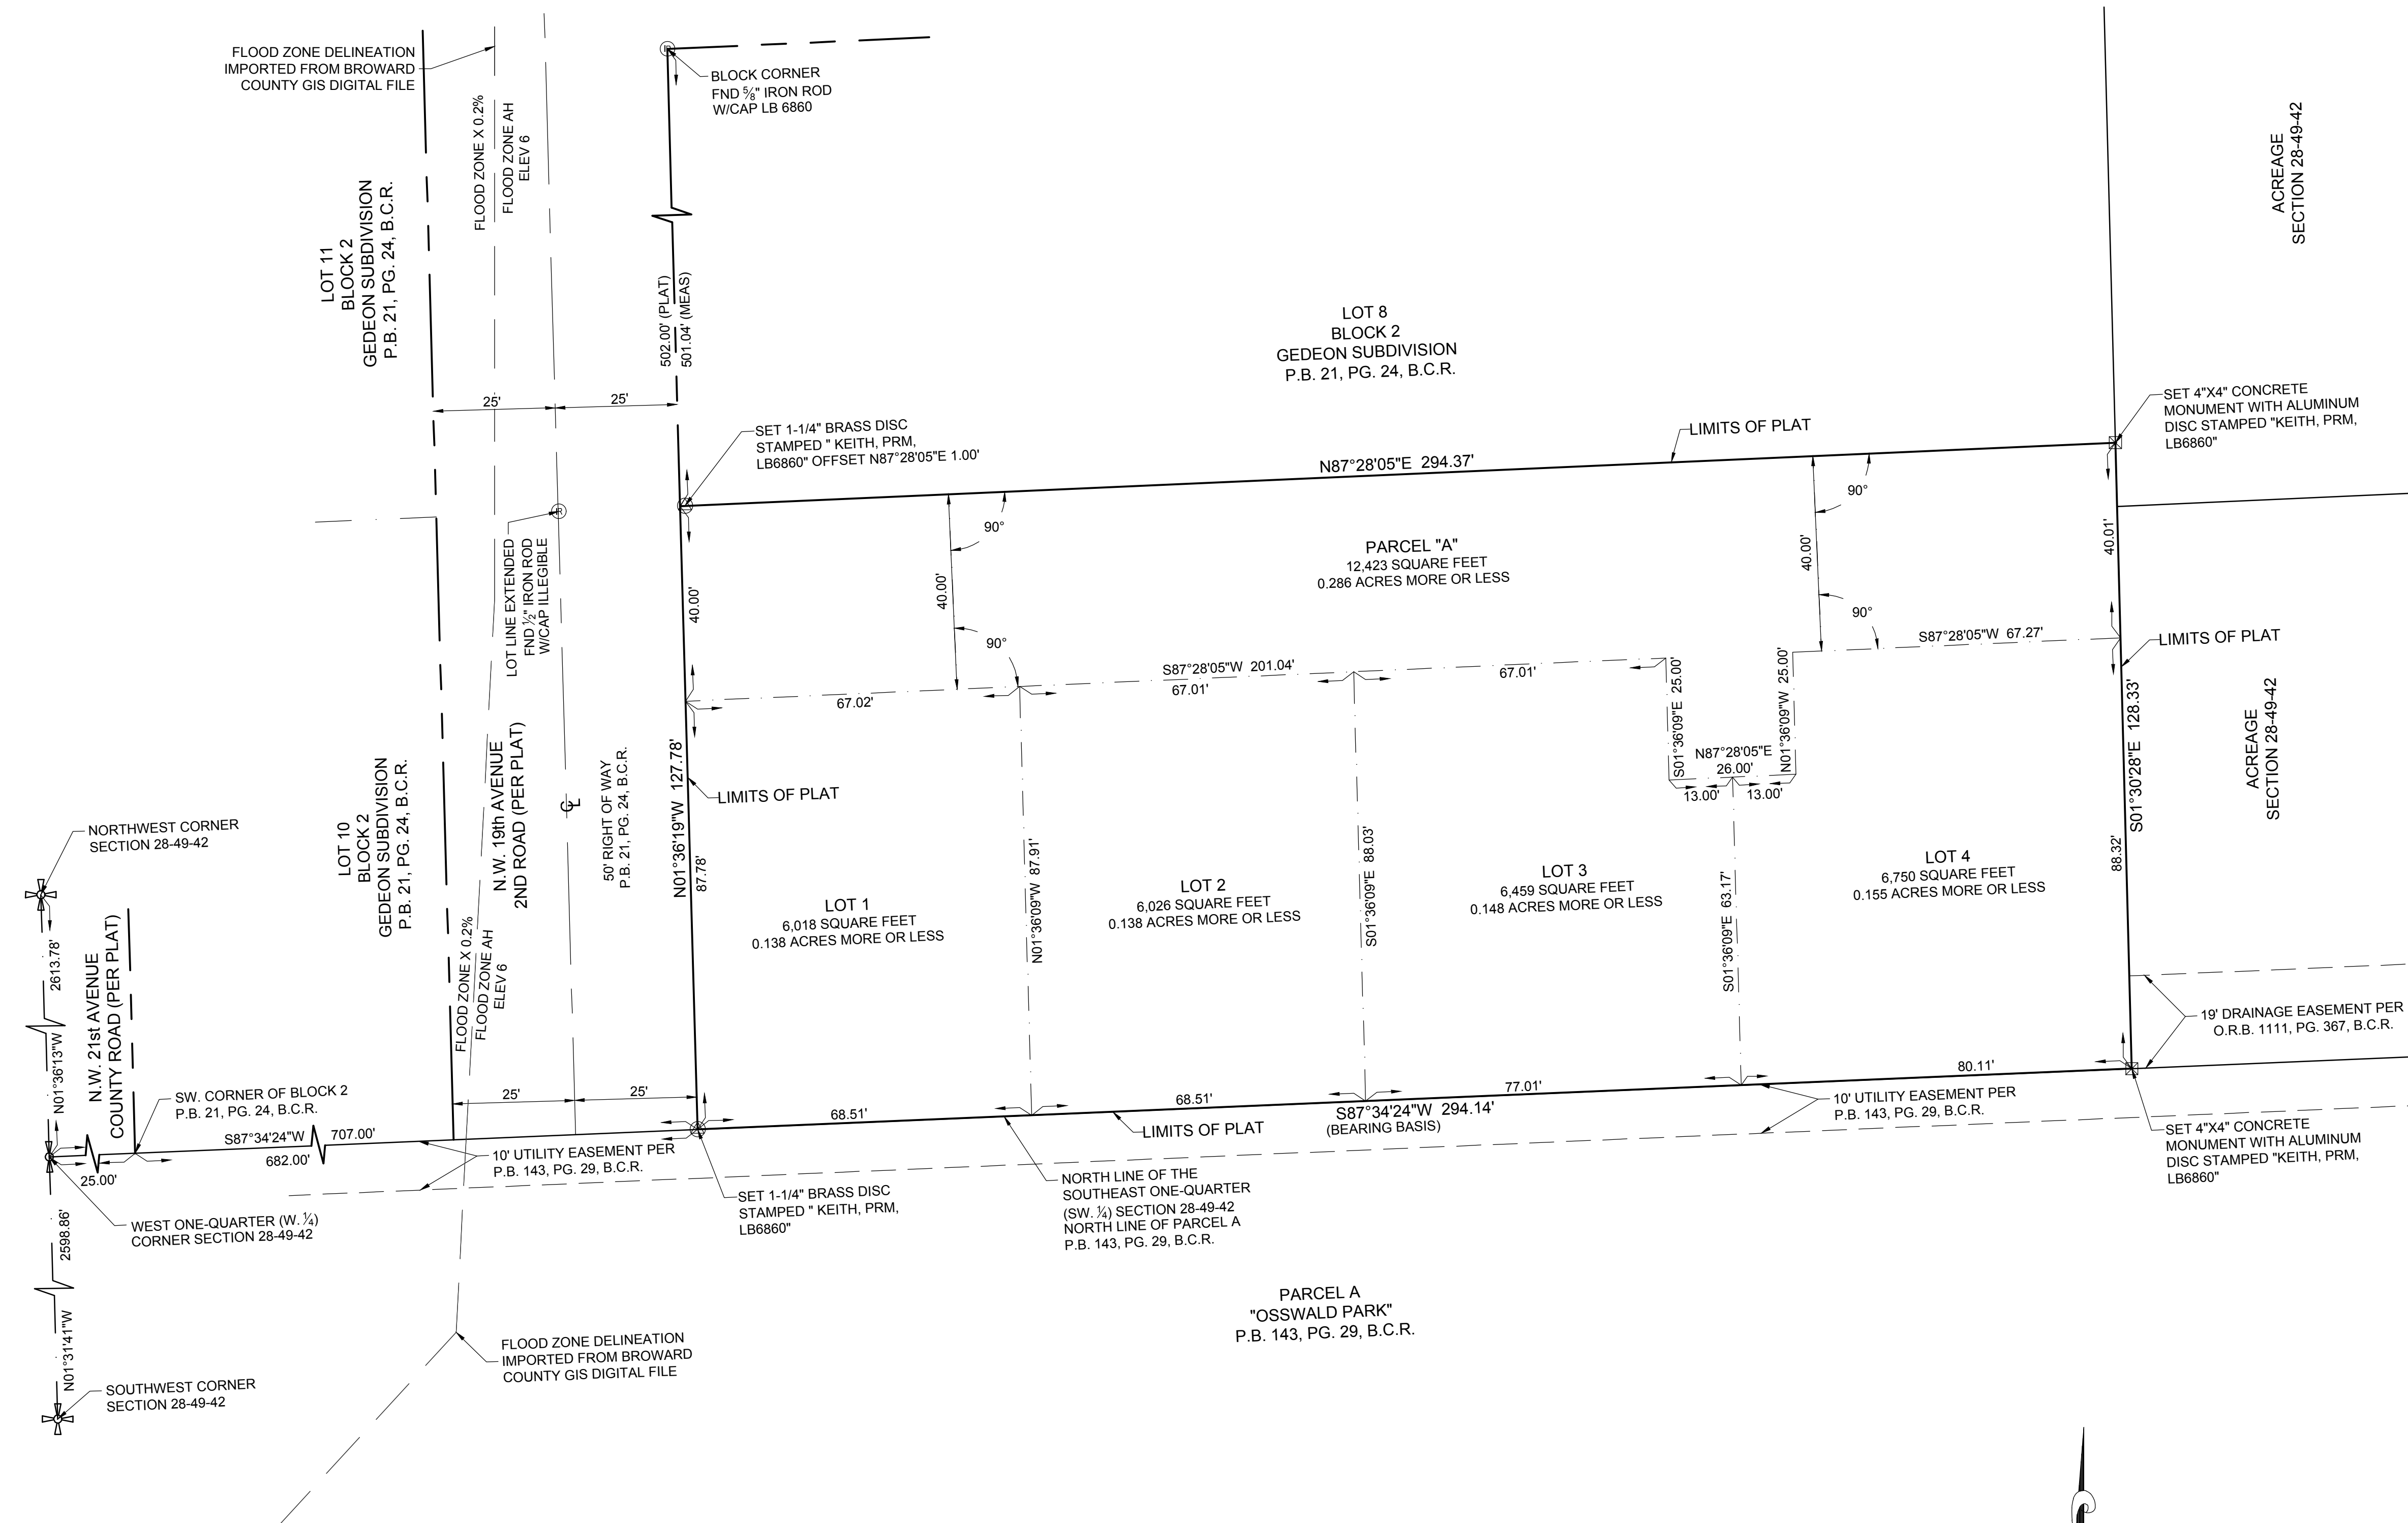 FLOOD ZONE DELINEATION
IMPORTED FROM BROWARD
COUNTY GIS DIGITAL FILE
BLOCK CORNER
FND 5/8" IRON ROD
W/CAP LB 6860
FLOOD ZONE X 0.2%
FLOOD ZONE AH
ELEV 6
LOT 11
BLOCK 2
GEDEON SUBDIVISION
P.B. 21, PG. 24, B.C.R.
502.00' (PLAT)
501.04' (MEAS)
ACREAGE
SECTION 28-49-42
LOT 8
BLOCK 2
GEDEON SUBDIVISION
P.B. 21, PG. 24, B.C.R.
25'
25'
SET 1-1/4" BRASS DISC
STAMPED " KEITH, PRM,
LB6860" OFFSET N87°28'05"E 1.00'
SET 4"X4" CONCRETE
MONUMENT WITH ALUMINUM
DISC STAMPED "KEITH, PRM,
LB6860"
LIMITS OF PLAT
N87°28'05"E 294.37'
IR
IR
LOT LINE EXTENDED
FND 1/2" IRON ROD
W/CAP ILLEGIBLE
40.00'
40.00'
90°
90°
PARCEL "A"
12,423 SQUARE FEET
0.286 ACRES MORE OR LESS
40.00'
90°
90°
40.01'
S87°28'05"W 201.04'
67.02'
67.01'
67.01'
S87°28'05"W 67.27'
LIMITS OF PLAT
S01°36'09"E 25.00'
N01°36'09"W 25.00'
N87°28'05"E
26.00'
13.00'
13.00'
S01°30'28"E 128.33'
88.32'
ACREAGE
SECTION 28-49-42
LOT 10
BLOCK 2
GEDEON SUBDIVISION
P.B. 21, PG. 24, B.C.R.
N.W. 19th AVENUE
2ND ROAD (PER PLAT)
CL
50' RIGHT OF WAY
P.B. 21, PG. 24, B.C.R.
N01°36'19"W 127.78'
87.78'
LIMITS OF PLAT
LOT 1
6,018 SQUARE FEET
0.138 ACRES MORE OR LESS
N01°36'09"W 87.91'
LOT 2
6,026 SQUARE FEET
0.138 ACRES MORE OR LESS
S01°36'09"E 88.03'
LOT 3
6,459 SQUARE FEET
0.148 ACRES MORE OR LESS
S01°36'09"E 63.17'
LOT 4
6,750 SQUARE FEET
0.155 ACRES MORE OR LESS
NORTHWEST CORNER
SECTION 28-49-42
2613.78'
N01°36'13"W
N.W. 21st AVENUE
COUNTY ROAD (PER PLAT)
FLOOD ZONE X 0.2%
FLOOD ZONE AH
ELEV 6
19' DRAINAGE EASEMENT PER
O.R.B. 1111, PG. 367, B.C.R.
SW. CORNER OF BLOCK 2
P.B. 21, PG. 24, B.C.R.
25'
25'
S87°34'24"W 707.00'
682.00'
25.00'
68.51'
68.51'
77.01'
80.11'
S87°34'24"W 294.14'
(BEARING BASIS)
LIMITS OF PLAT
10' UTILITY EASEMENT PER
P.B. 143, PG. 29, B.C.R.
10' UTILITY EASEMENT PER
P.B. 143, PG. 29, B.C.R.
SET 4"X4" CONCRETE
MONUMENT WITH ALUMINUM
DISC STAMPED "KEITH, PRM,
LB6860"
SET 1-1/4" BRASS DISC
STAMPED " KEITH, PRM,
LB6860"
NORTH LINE OF THE
SOUTHEAST ONE-QUARTER
(SW. 1/4) SECTION 28-49-42
NORTH LINE OF PARCEL A
P.B. 143, PG. 29, B.C.R.
WEST ONE-QUARTER (W. 1/4)
CORNER SECTION 28-49-42
2598.86'
N01°31'41"W
PARCEL A
"OSSWALD PARK"
P.B. 143, PG. 29, B.C.R.
FLOOD ZONE DELINEATION
IMPORTED FROM BROWARD
COUNTY GIS DIGITAL FILE
SOUTHWEST CORNER
SECTION 28-49-42